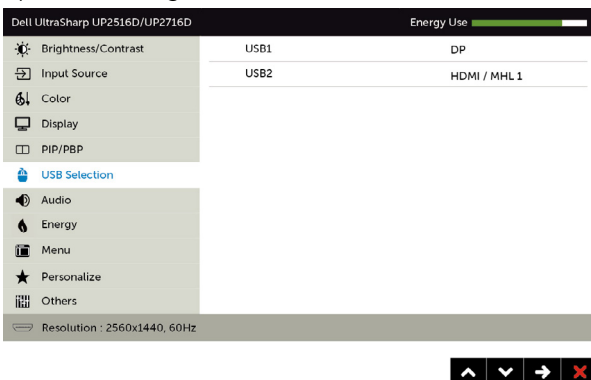 Dell UltraSharp UP2516D/UP2716D Energy Use
Brightness/Contrast USB1 DP
Input Source USB2 HDMI / MHL 1
Color
Display
PIP/PBP
USB Selection
Audio
Energy
Menu
Personalize
Others
Resolution : 2560x1440, 60Hz